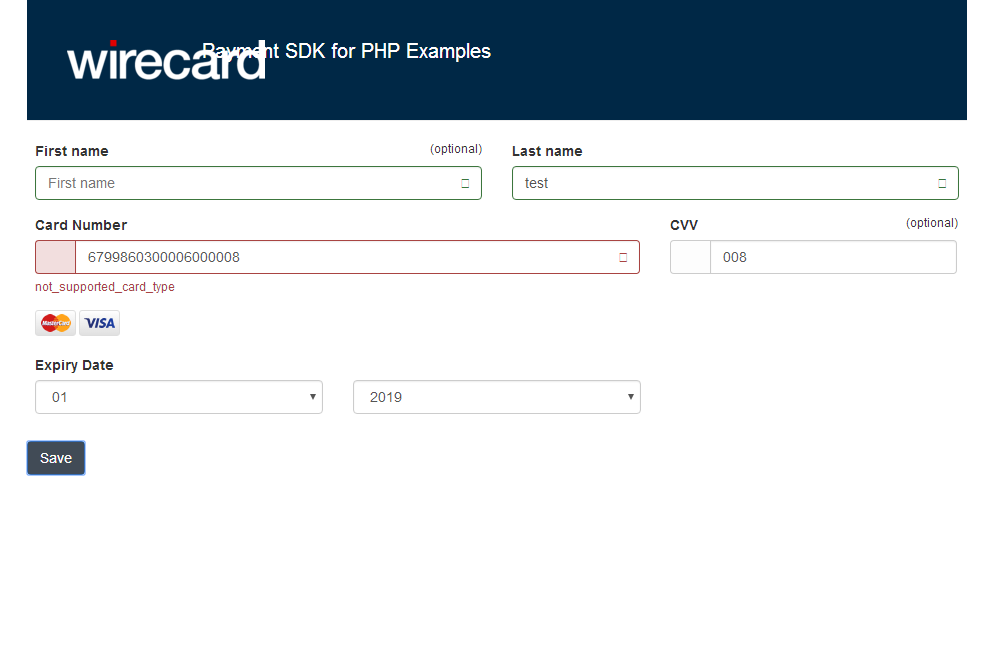 wirecard
Payment SDK for PHP Examples
First name (optional) Last name
First name test
Card Number CVV (optional)
6799860300006000008 008
not_supported_card_type
MasterCard VISA
Expiry Date
01 2019
Save